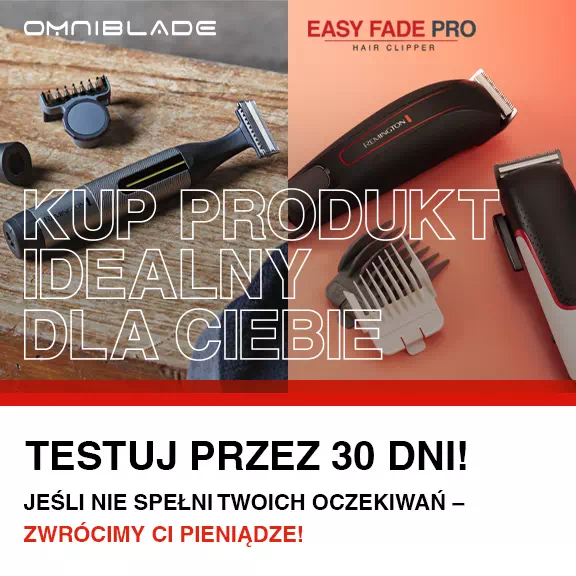 OMNIBLADE
EASY FADE PRO
HAIR CLIPPER
REMINGTON
KUP PRODUKT
IDEALNY
DLA CIEBIE
TESTUJ PRZEZ 30 DNI!
JEŚLI NIE SPEŁNI TWOICH OCZEKIWAŃ –
ZWRÓCIMY CI PIENIĄDZE!